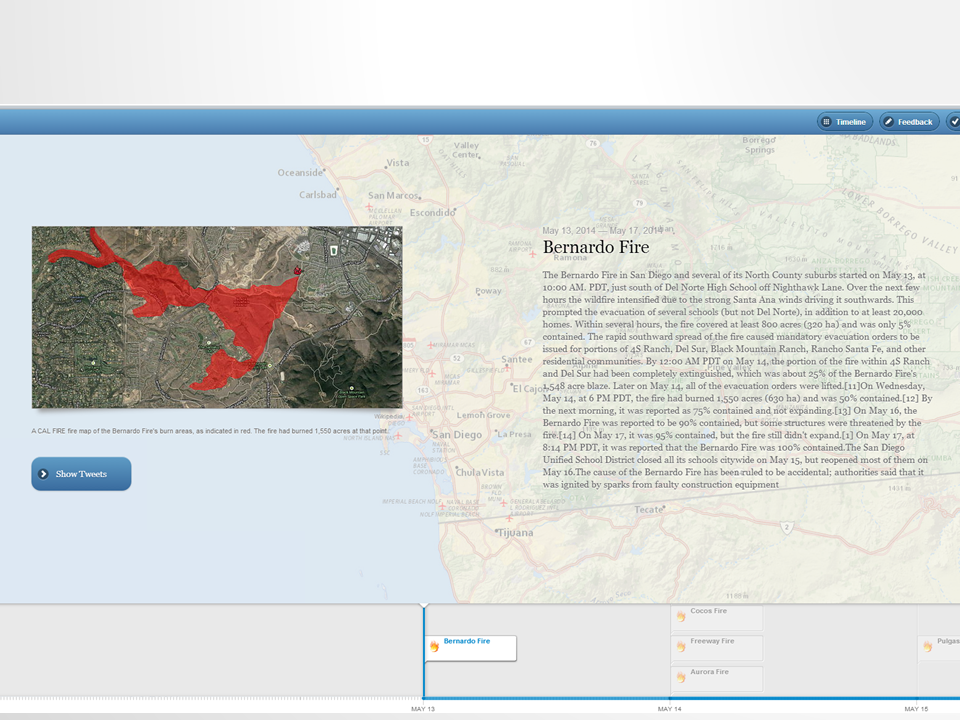 Timeline
Feedback
Valley
Center
Borrego
Springs
BADLANDS
Vista
Oceanside
Carlsbad
San Marcos
Escondido
LOWER BORREGO VALLEY
May 13, 2014 — May 17, 2014
Bernardo Fire
Ramona
Poway
The Bernardo Fire in San Diego and several of its North County suburbs started on May 13, at
10:00 AM. PDT, just south of Del Norte High School off Nighthawk Lane. Over the next few
hours the wildfire intensified due to the strong Santa Ana winds driving it southwards. This
prompted the evacuation of several schools (but not Del Norte), in addition to at least 20,000
homes. Within several hours, the fire covered at least 800 acres (320 ha) and was only 5%
contained. The rapid southward spread of the fire caused mandatory evacuation orders to be
issued for portions of 4S Ranch, Del Sur, Black Mountain Ranch, Rancho Santa Fe, and other
residential communities. By 12:00 AM PDT on May 14, the portion of the fire within 4S Ranch
and Del Sur had been completely extinguished, which was about 25% of the Bernardo Fire's
1,548 acre blaze. Later on May 14, all of the evacuation orders were lifted.[11]On Wednesday,
May 14, at 6 PM PDT, the fire had burned 1,550 acres (630 ha) and was 50% contained.[12] By
the next morning, it was reported as 75% contained and not expanding.[13] On May 16, the
Bernardo Fire was reported to be 90% contained, but some structures were threatened by the
fire.[14] On May 17, it was 95% contained, but the fire still didn't expand.[1] On May 17, at
8:14 PM PDT, it was reported that the Bernardo Fire was 100% contained.The San Diego
Unified School District closed all its schools citywide on May 15, but reopened most of them on
May 16.The cause of the Bernardo Fire has been ruled to be accidental; authorities said that it
was ignited by sparks from faulty construction equipment
Santee
El Cajon
Lemon Grove
San Diego
La Presa
Chula Vista
Tecate
Tijuana
A CAL FIRE fire map of the Bernardo Fire's burn areas, as indicated in red. The fire had burned 1,550 acres at that point.
Show Tweets
Cocos Fire
Bernardo Fire
Freeway Fire
Pulgas
Aurora Fire
MAY 13
MAY 14
MAY 15